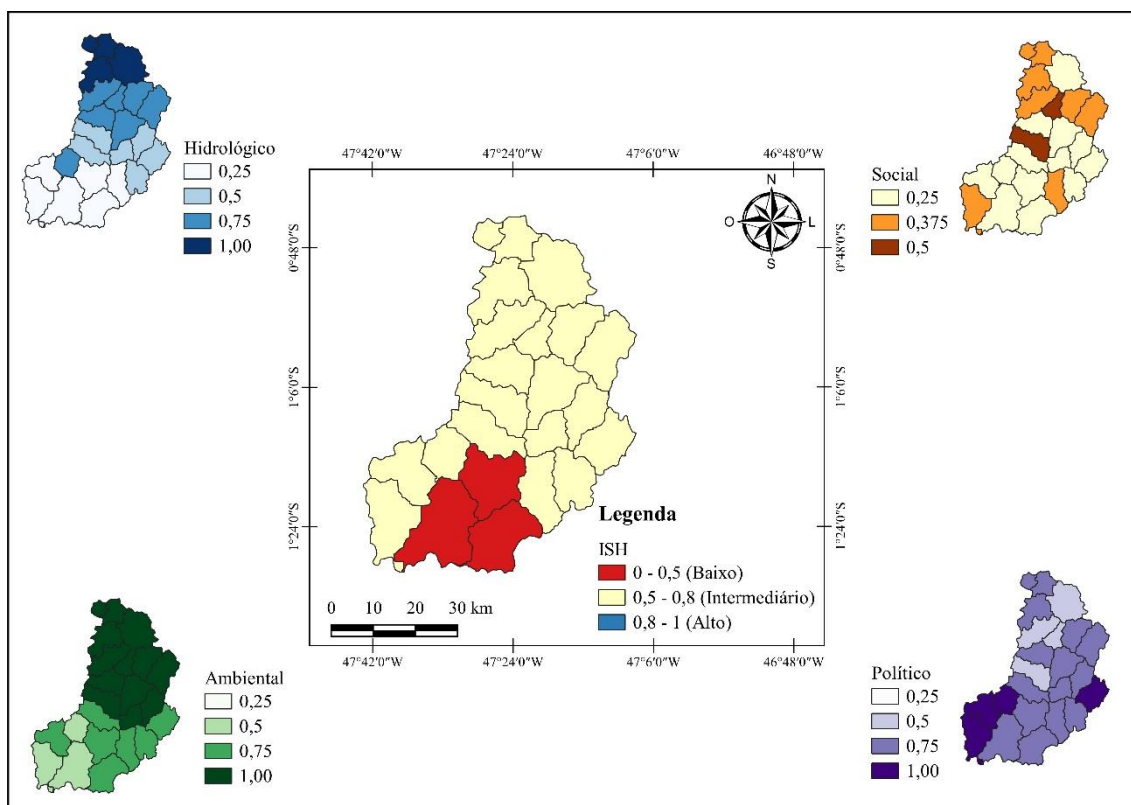 Hidrológico
0,25
0,5
0,75
1,00
Social
0,25
0,375
0,5
47°42'0"W
47°24'0"W
47°6'0"W
46°48'0"W
N
O
L
S
0°48'0"S
0°48'0"S
1°6'0"S
1°6'0"S
1°24'0"S
1°24'0"S
Legenda
ISH
0 - 0,5 (Baixo)
0,5 - 0,8 (Intermediário)
0,8 - 1 (Alto)
0 10 20 30 km
47°42'0"W
47°24'0"W
47°6'0"W
46°48'0"W
Ambiental
0,25
0,5
0,75
1,00
Político
0,25
0,5
0,75
1,00